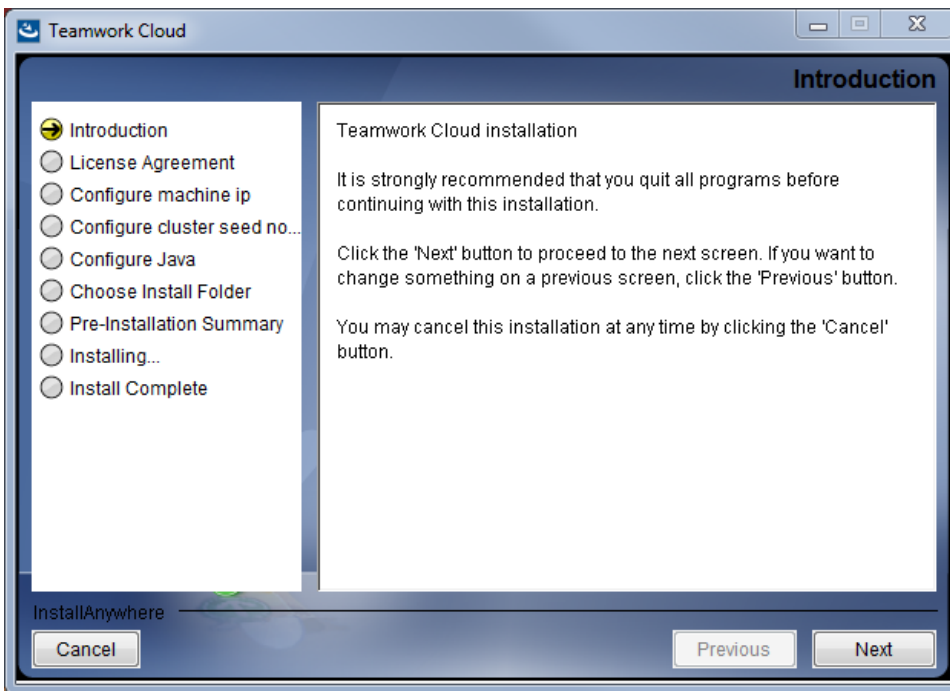 Teamwork Cloud
Introduction
Introduction
License Agreement
Configure machine ip
Configure cluster seed no...
Configure Java
Choose Install Folder
Pre-Installation Summary
Installing...
Install Complete
Teamwork Cloud installation
It is strongly recommended that you quit all programs before
continuing with this installation.
Click the 'Next' button to proceed to the next screen. If you want to
change something on a previous screen, click the 'Previous' button.
You may cancel this installation at any time by clicking the 'Cancel'
button.
InstallAnywhere
Cancel
Previous
Next